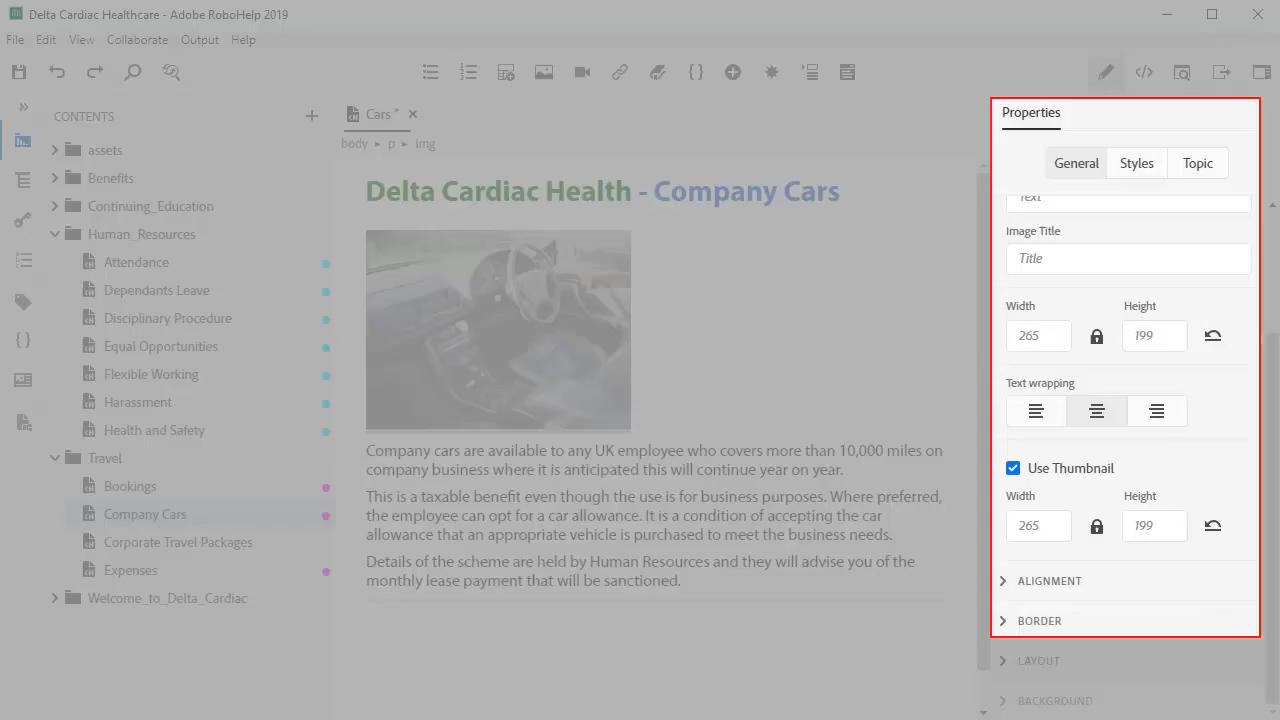 Delta Cardiac Healthcare - Adobe RoboHelp 2019
File Edit View Collaborate Output Help
CONTENTS
assets
Benefits
Continuing_Education
Human_Resources
Attendance
Dependants Leave
Disciplinary Procedure
Equal Opportunities
Flexible Working
Harassment
Health and Safety
Travel
Bookings
Company Cars
Corporate Travel Packages
Expenses
Welcome_to_Delta_Cardiac
Cars *
body ▸ p ▸ img
Delta Cardiac Health - Company Cars
Company cars are available to any UK employee who covers more than 10,000 miles on
company business where it is anticipated this will continue year on year.
This is a taxable benefit even though the use is for business purposes. Where preferred,
the employee can opt for a car allowance. It is a condition of accepting the car
allowance that an appropriate vehicle is purchased to meet the business needs.
Details of the scheme are held by Human Resources and they will advise you of the
monthly lease payment that will be sanctioned.
Properties
General Styles Topic
Text
Image Title
Title
Width Height
265 199
Text wrapping
Use Thumbnail
Width Height
265 199
ALIGNMENT
BORDER
LAYOUT
BACKGROUND